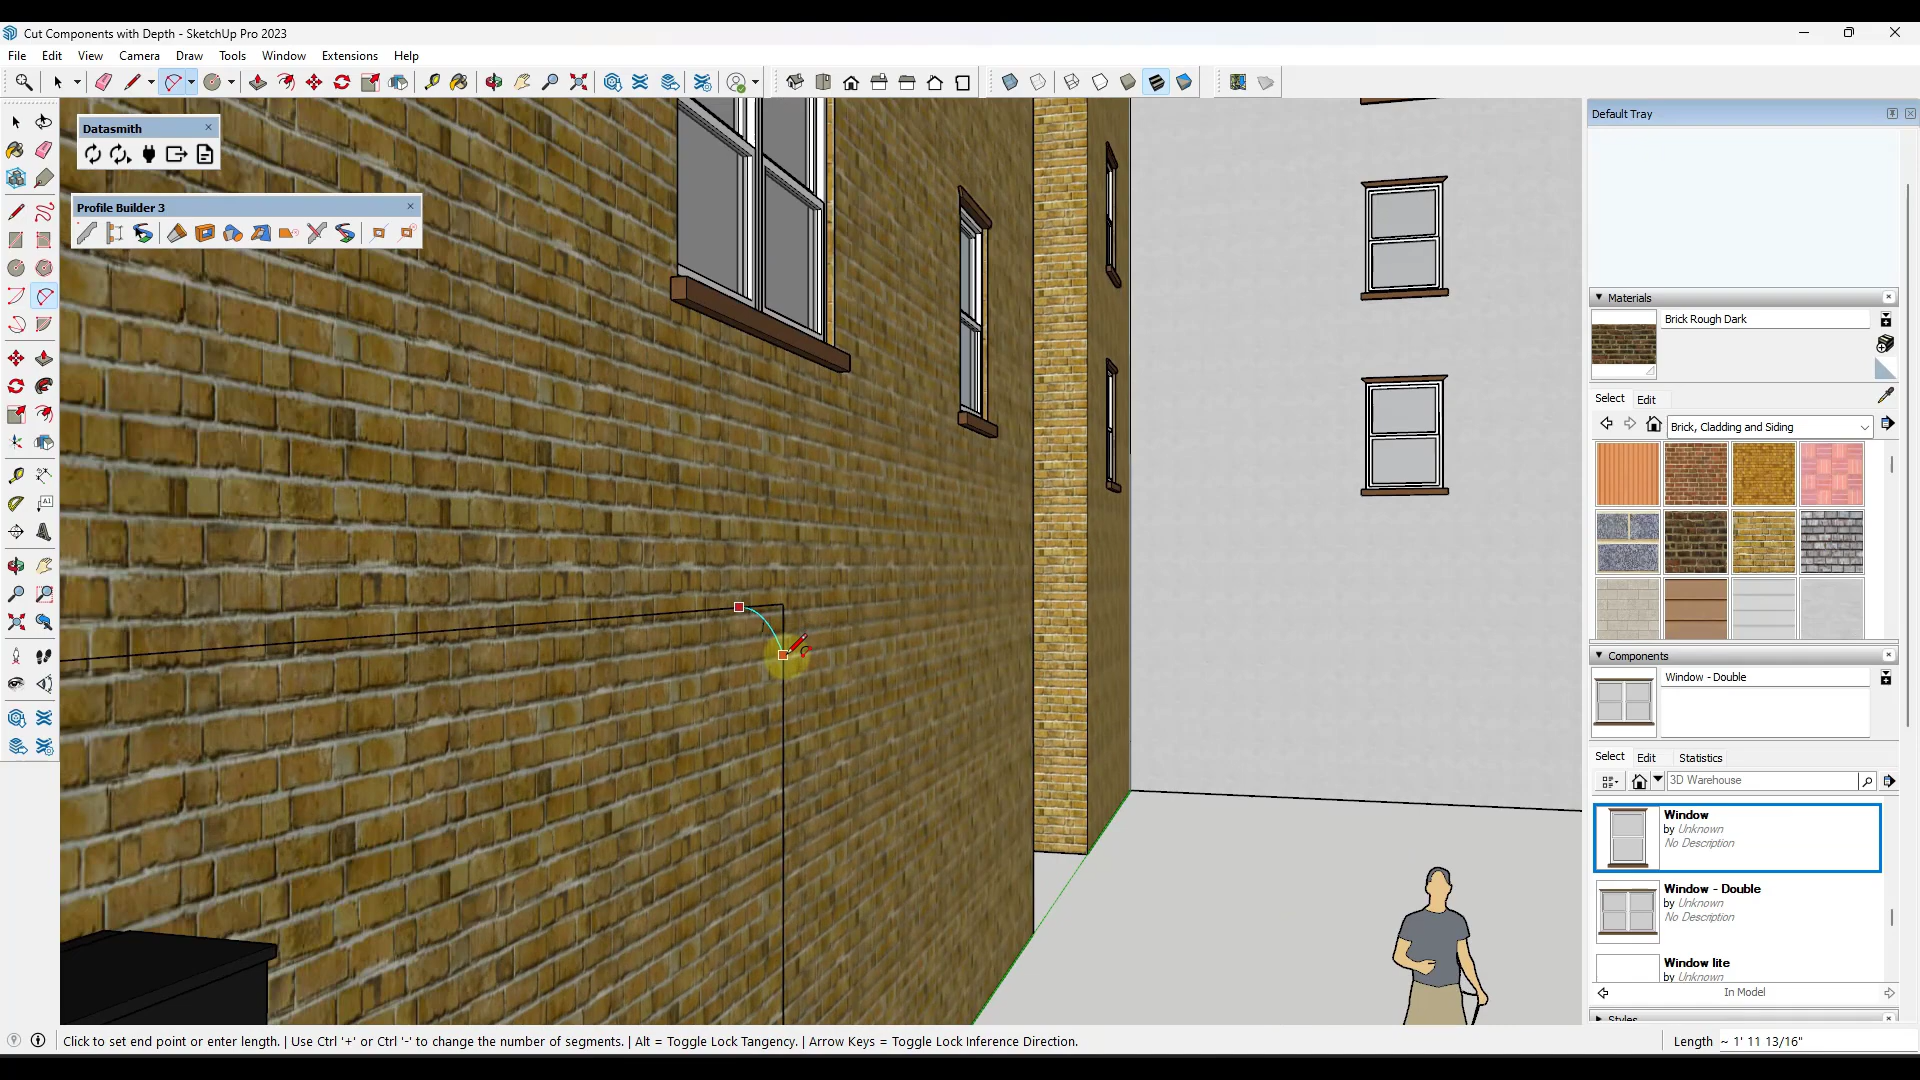 Cut Components with Depth - SketchUp Pro 2023
File Edit View Camera Draw Tools Window Extensions Help
Default Tray
Datasmith
Profile Builder 3
Materials
Brick Rough Dark
Select Edit
Brick, Cladding and Siding
Components
Window - Double
Select Edit Statistics
3D Warehouse
Window
by Unknown
No Description
Window - Double
by Unknown
No Description
Window lite
by Unknown
In Model
Styles
Click to set end point or enter length. | Use Ctrl '+' or Ctrl '-' to change the number of segments. | Alt = Toggle Lock Tangency. | Arrow Keys = Toggle Lock Inference Direction.
Length ~ 1' 11 13/16"